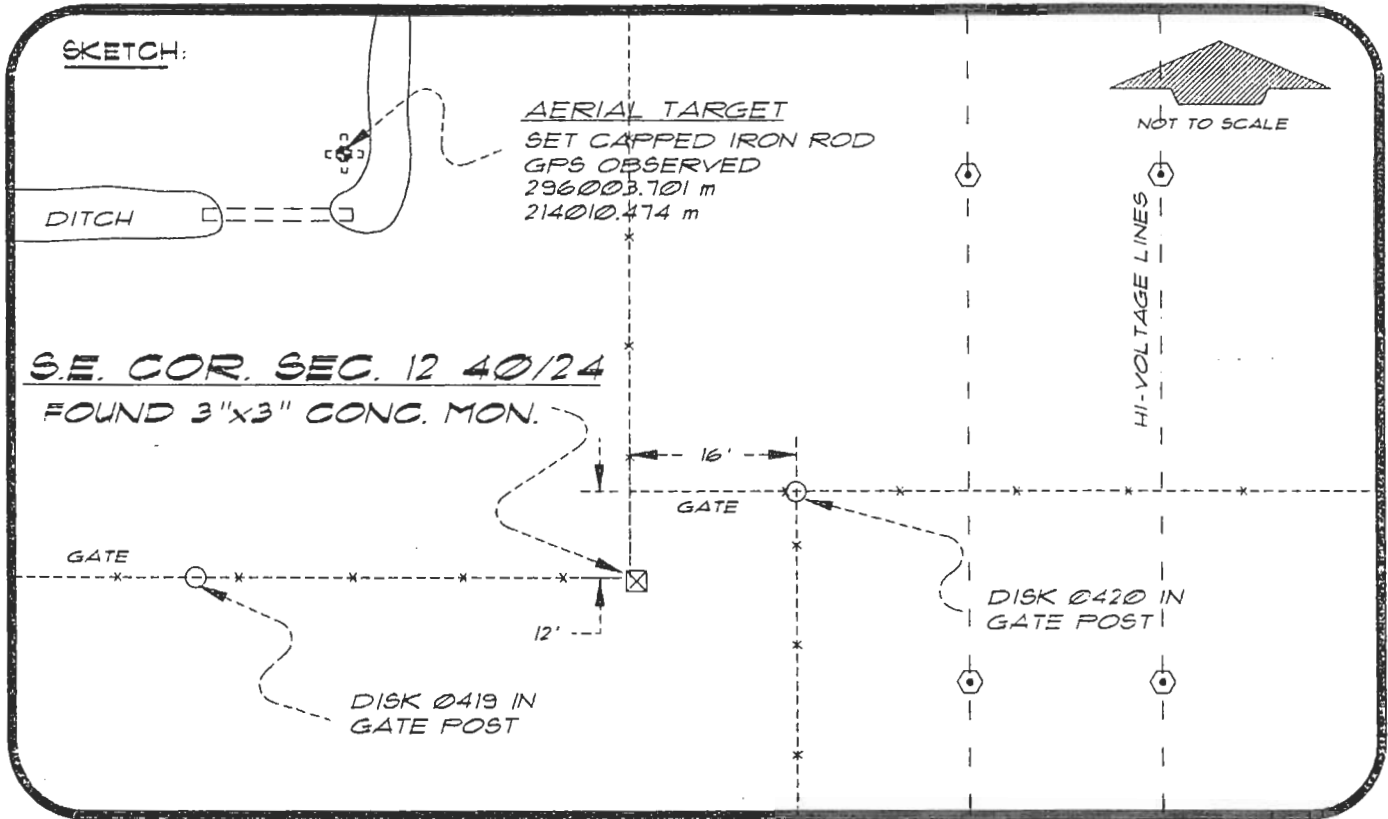 SKETCH:
AERIAL TARGET
SET CAPPED IRON ROD
GPS OBSERVED
296003.701 m
214010.474 m
NOT TO SCALE
DITCH
HI-VOLTAGE LINES
S.E. COR. SEC. 12 40/24
FOUND 3"x3" CONC. MON.
16'
GATE
GATE
12'
DISK 0420 IN
GATE POST
DISK 0419 IN
GATE POST